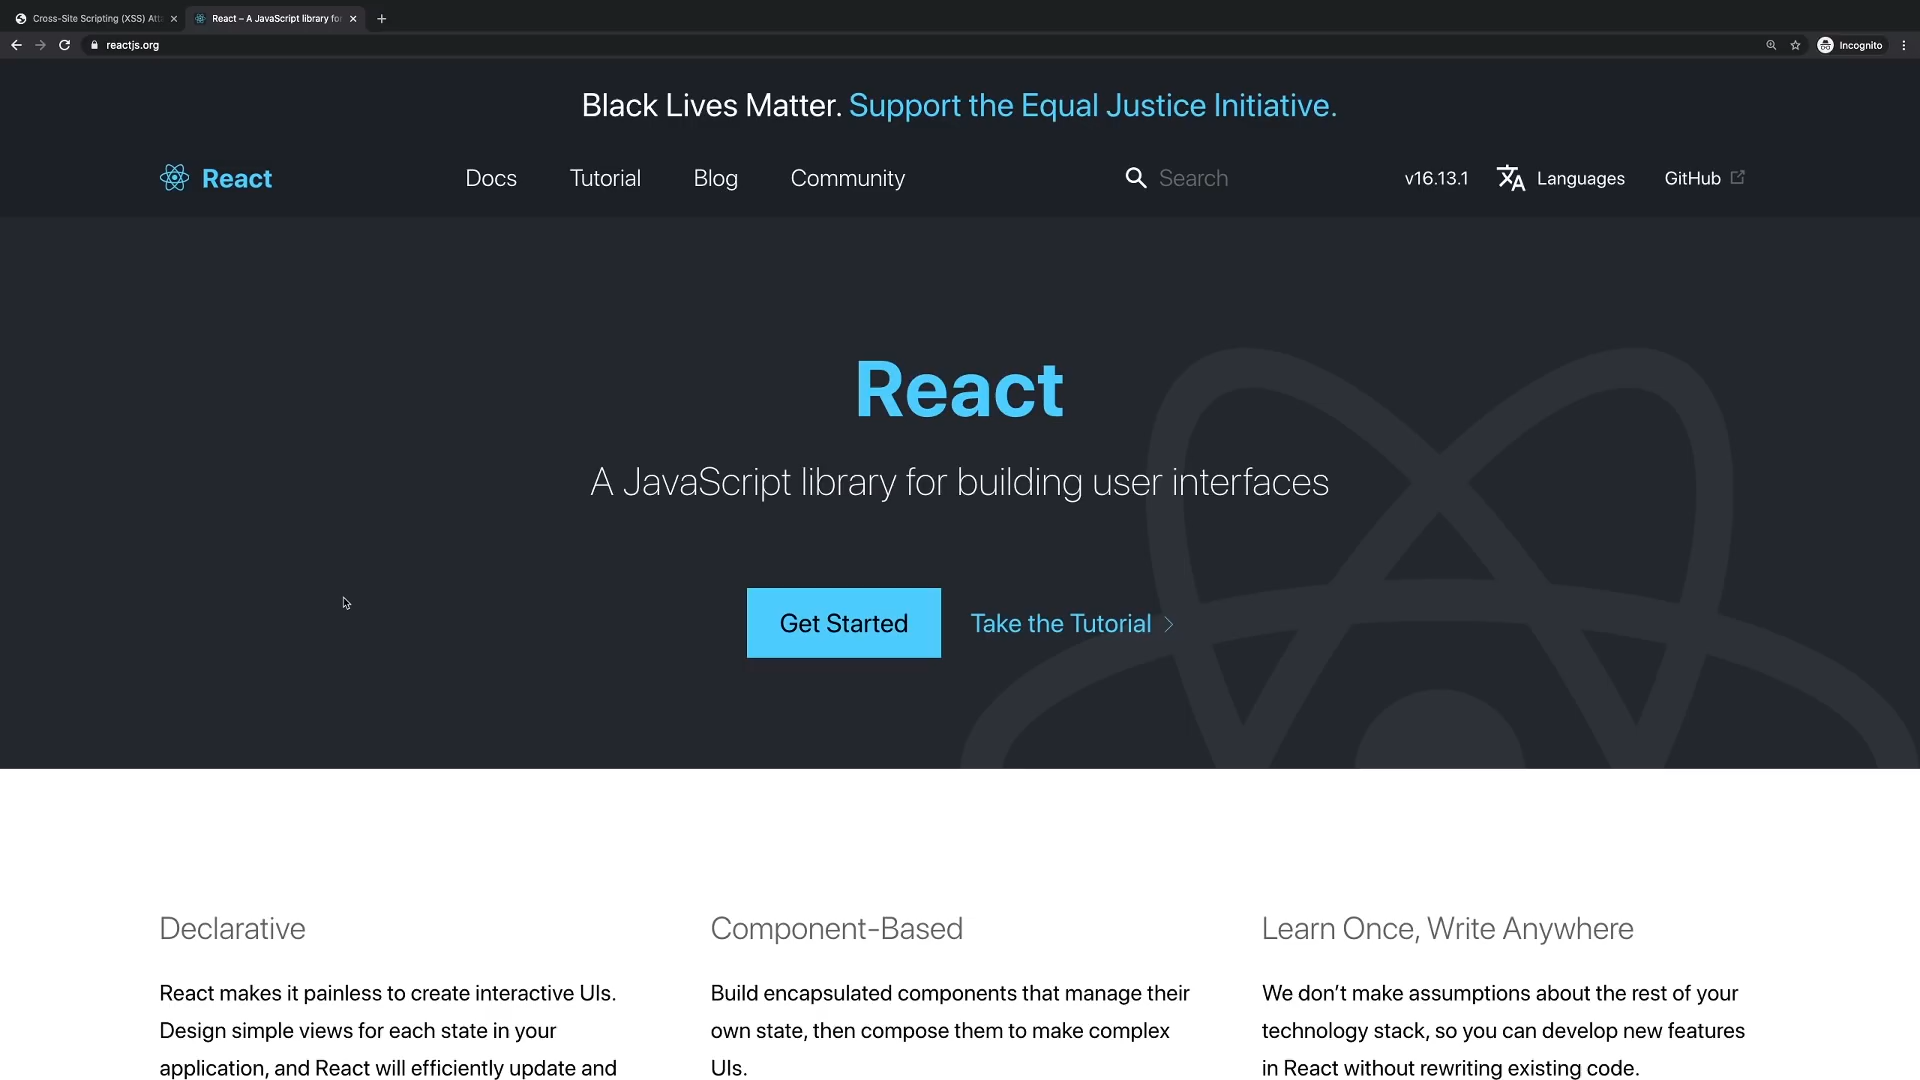 Cross-Site Scripting (XSS) Att
React – A JavaScript library for
reactjs.org
Incognito
Black Lives Matter. Support the Equal Justice Initiative.
React
Docs
Tutorial
Blog
Community
Search
v16.13.1
Languages
GitHub
React
A JavaScript library for building user interfaces
Get Started
Take the Tutorial
Declarative
React makes it painless to create interactive UIs.
Design simple views for each state in your
application, and React will efficiently update and
Component-Based
Build encapsulated components that manage their
own state, then compose them to make complex
UIs.
Learn Once, Write Anywhere
We don’t make assumptions about the rest of your
technology stack, so you can develop new features
in React without rewriting existing code.